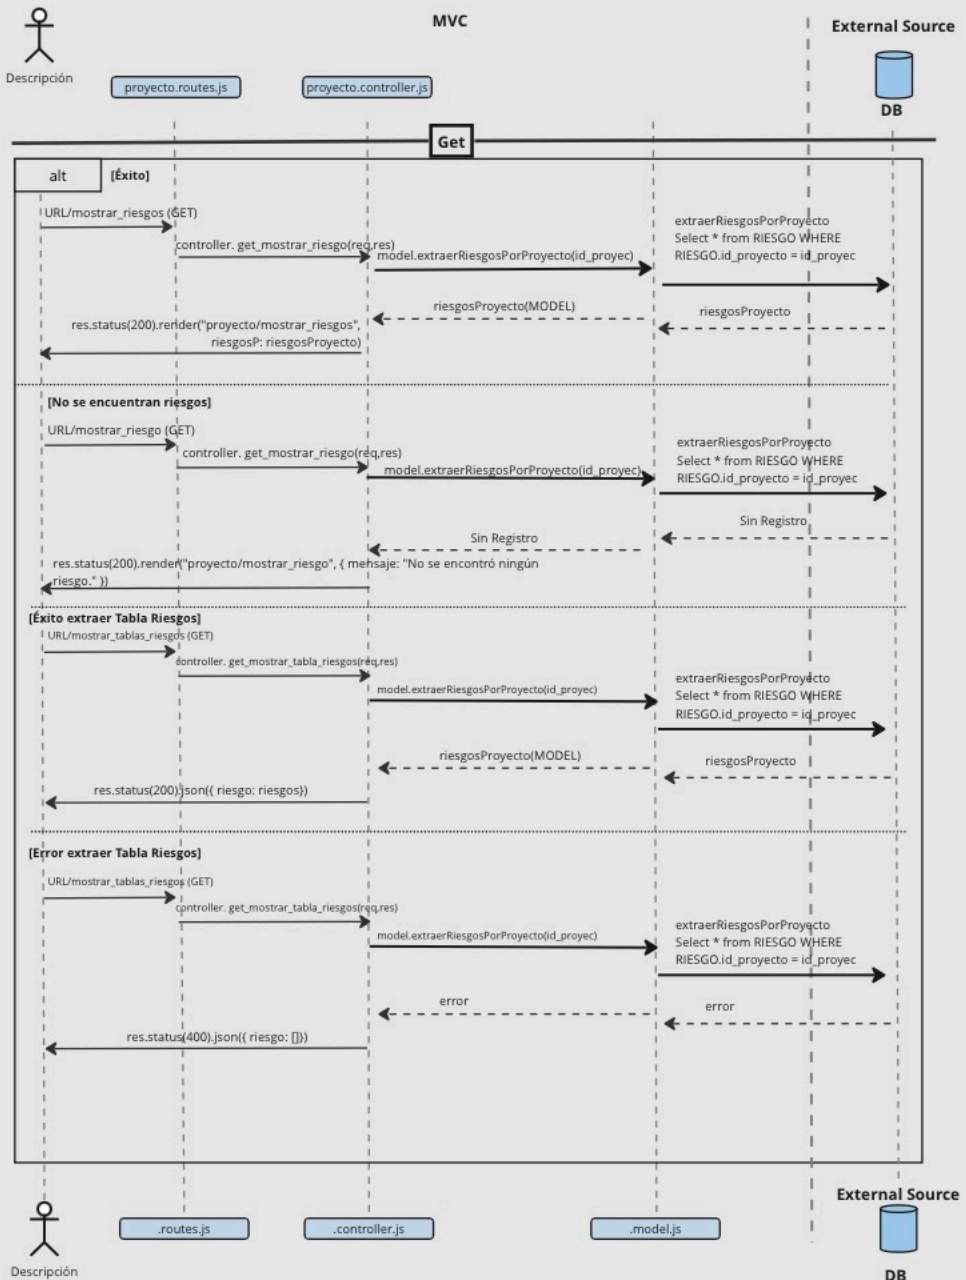 MVC
External Source
Descripción
proyecto.routes.js
proyecto.controller.js
DB
Get
alt
[Éxito]
URL/mostrar_riesgos (GET)
controller. get_mostrar_riesgo(req,res)
model.extraerRiesgosPorProyecto(id_proyec)
extraerRiesgosPorProyecto
Select * from RIESGO WHERE
RIESGO.id_proyecto = id_proyec
riesgosProyecto
riesgosProyecto(MODEL)
res.status(200).render("proyecto/mostrar_riesgos",
riesgosP: riesgosProyecto)
[No se encuentran riesgos]
URL/mostrar_riesgo (GET)
controller. get_mostrar_riesgo(req,res)
model.extraerRiesgosPorProyecto(id_proyec)
extraerRiesgosPorProyecto
Select * from RIESGO WHERE
RIESGO.id_proyecto = id_proyec
Sin Registro
Sin Registro
res.status(200).render("proyecto/mostrar_riesgo", { mensaje: "No se encontró ningún
riesgo." })
[Éxito extraer Tabla Riesgos]
URL/mostrar_tablas_riesgos (GET)
controller. get_mostrar_tabla_riesgos(req,res)
model.extraerRiesgosPorProyecto(id_proyec)
extraerRiesgosPorProyecto
Select * from RIESGO WHERE
RIESGO.id_proyecto = id_proyec
riesgosProyecto
riesgosProyecto(MODEL)
res.status(200).json({ riesgo: riesgos})
[Error extraer Tabla Riesgos]
URL/mostrar_tablas_riesgos (GET)
controller. get_mostrar_tabla_riesgos(req,res)
model.extraerRiesgosPorProyecto(id_proyec)
extraerRiesgosPorProyecto
Select * from RIESGO WHERE
RIESGO.id_proyecto = id_proyec
error
error
res.status(400).json({ riesgo: []})
External Source
.routes.js
.controller.js
.model.js
Descripción
DB